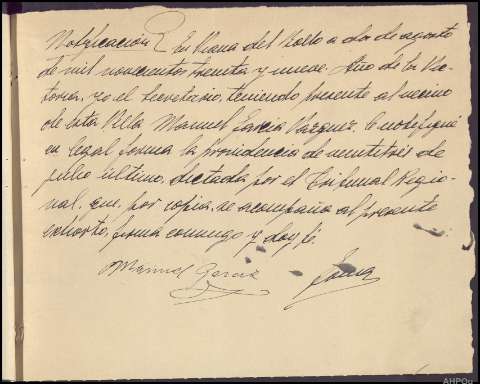 Notificación } En Viana del Bollo a dos de agosto
de mil novecientos treinta y nueve. Año de la Vic-
toria, yo el Secretario, teniendo presente al vecino
de esta Villa Manuel García Vázquez, le notifiqué
en legal forma la providencia de veintitrés de
julio último, dictada por el Tribunal Regio-
nal, que, por copia, se acompaña al presente
exhorto, firma conmigo y doy fé.
Manuel García
AHPOu